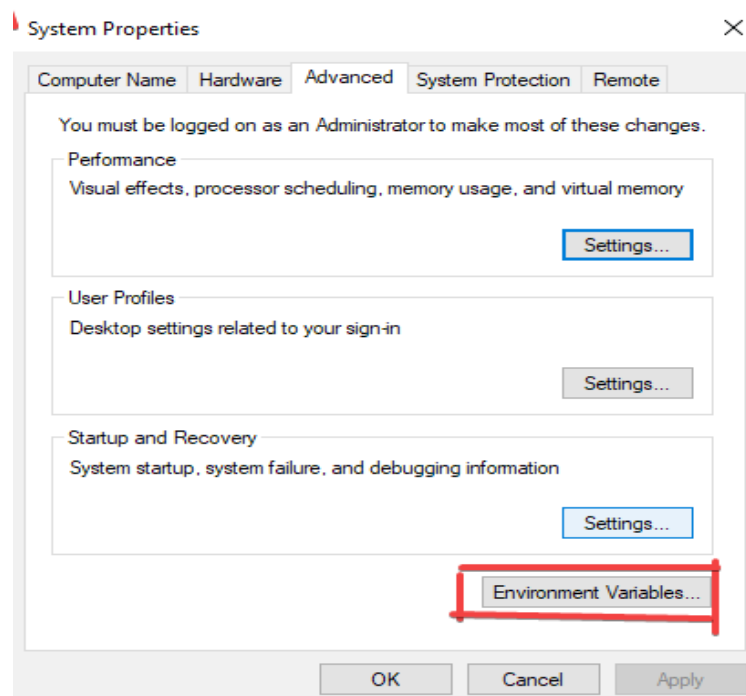 System Properties
Computer Name Hardware Advanced System Protection Remote
You must be logged on as an Administrator to make most of these changes.
Performance
Visual effects, processor scheduling, memory usage, and virtual memory
Settings...
User Profiles
Desktop settings related to your sign-in
Settings...
Startup and Recovery
System startup, system failure, and debugging information
Settings...
Environment Variables...
OK Cancel Apply